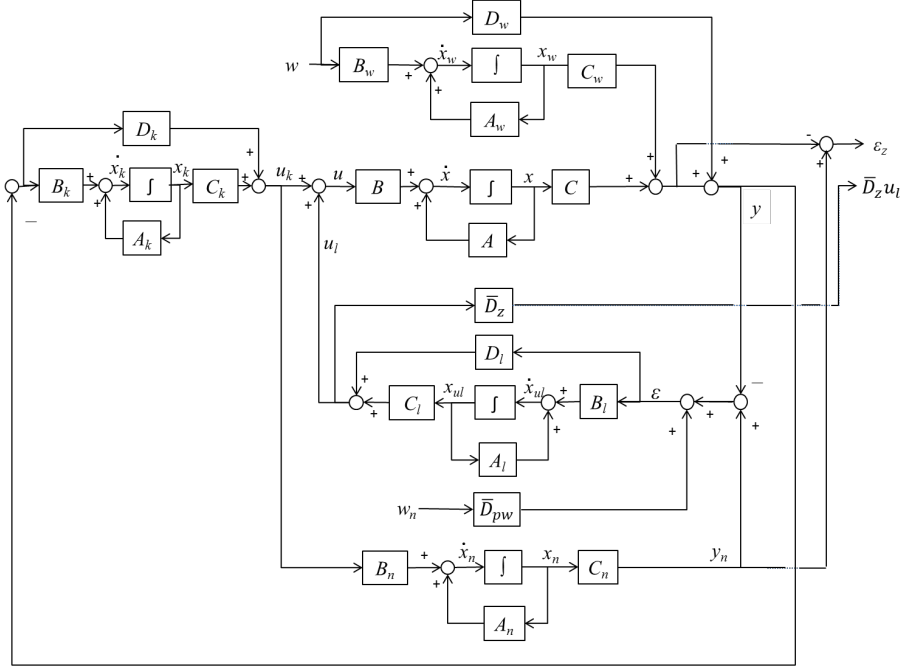 D_w
w B_w + ẋ_w ∫ x_w C_w
+ A_w
D_k
+ + + - ε_z
+
B_k + ẋ_k ∫ x_k C_k + u_k + u B + ẋ ∫ x C + + D̄_z u_l
− + A_k + + A y
u_l
D̄_z
D_l
+ −
+ C_l x_ul ∫ ẋ_ul + B_l ε + +
+ + +
A_l
w_n D̄_pw
B_n + ẋ_n ∫ x_n C_n y_n
+ A_n